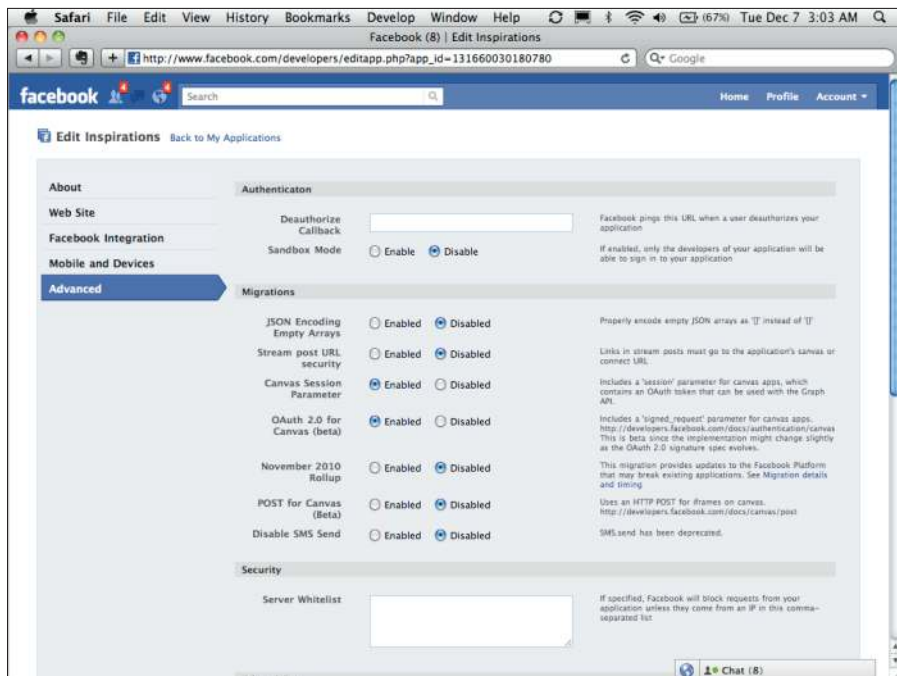 Safari File Edit View History Bookmarks Develop Window Help (67%) Tue Dec 7 3:03 AM
Facebook (8) | Edit Inspirations
http://www.facebook.com/developers/editapp.php?app_id=131660030180780
Google
facebook 4 4 Search Home Profile Account
Edit Inspirations Back to My Applications
About
Web Site
Facebook Integration
Mobile and Devices
Advanced
Authenticaton
Deauthorize
Callback
Facebook pings this URL when a user deauthorizes your
application
Sandbox Mode Enable Disable
If enabled, only the developers of your application will be
able to sign in to your application
Migrations
JSON Encoding
Empty Arrays
Enabled Disabled
Properly encode empty JSON arrays as '[]' instead of '{}'
Stream post URL
security
Enabled Disabled
Links in stream posts must go to the application's canvas or
connect URL
Canvas Session
Parameter
Enabled Disabled
Includes a 'session' parameter for canvas apps, which
contains an OAuth token that can be used with the Graph
API.
OAuth 2.0 for
Canvas (beta)
Enabled Disabled
Includes a 'signed_request' parameter for canvas apps.
http://developers.facebook.com/docs/authentication/canvas
This is beta since the implementation might change slightly
as the OAuth 2.0 signature spec evolves.
November 2010
Rollup
Enabled Disabled
This migration provides updates to the Facebook Platform
that may break existing applications. See Migration details
and timing
POST for Canvas
(Beta)
Enabled Disabled
Uses an HTTP POST for iframes on canvas.
http://developers.facebook.com/docs/canvas/post
Disable SMS Send Enabled Disabled
SMS.send has been deprecated.
Security
Server Whitelist
If specified, Facebook will block requests from your
application unless they come from an IP in this comma-
separated list
Chat (8)